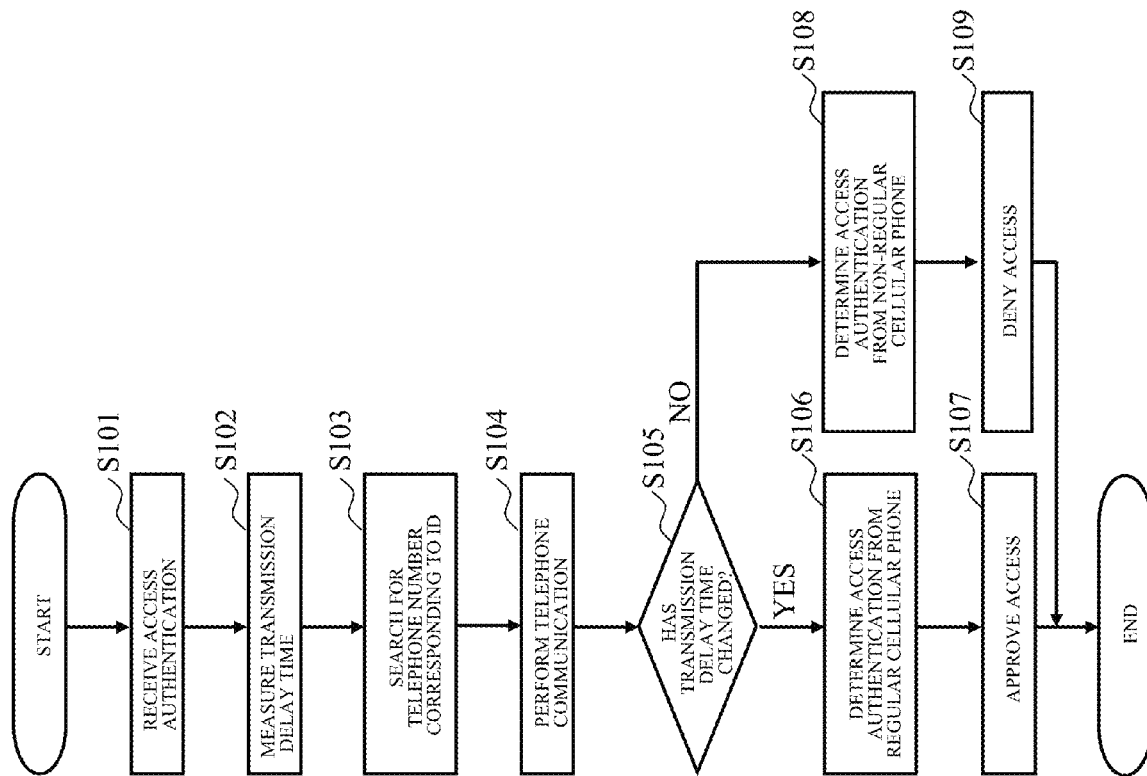 START
S101
RECEIVE ACCESS
AUTHENTICATION
S102
MEASURE TRANSMISSION
DELAY TIME
S103
SEARCH FOR
TELEPHONE NUMBER
CORRESPONDING TO ID
S104
PERFORM TELEPHONE
COMMUNICATION
S105
HAS
TRANSMISSION
DELAY TIME
CHANGED?
NO
YES
S106
DETERMINE ACCESS
AUTHENTICATION FROM
REGULAR CELLULAR PHONE
S107
APPROVE ACCESS
S108
DETERMINE ACCESS
AUTHENTICATION
FROM NON-REGULAR
CELLULAR PHONE
S109
DENY ACCESS
END